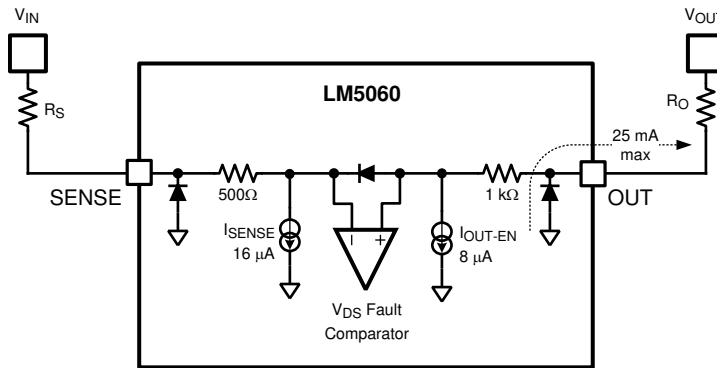 VIN
VOUT
LM5060
RS
RO
25 mA
max
SENSE
500Ω
1 kΩ
OUT
ISENSE
16 μA
IOUT-EN
8 μA
− +
VDS Fault
Comparator